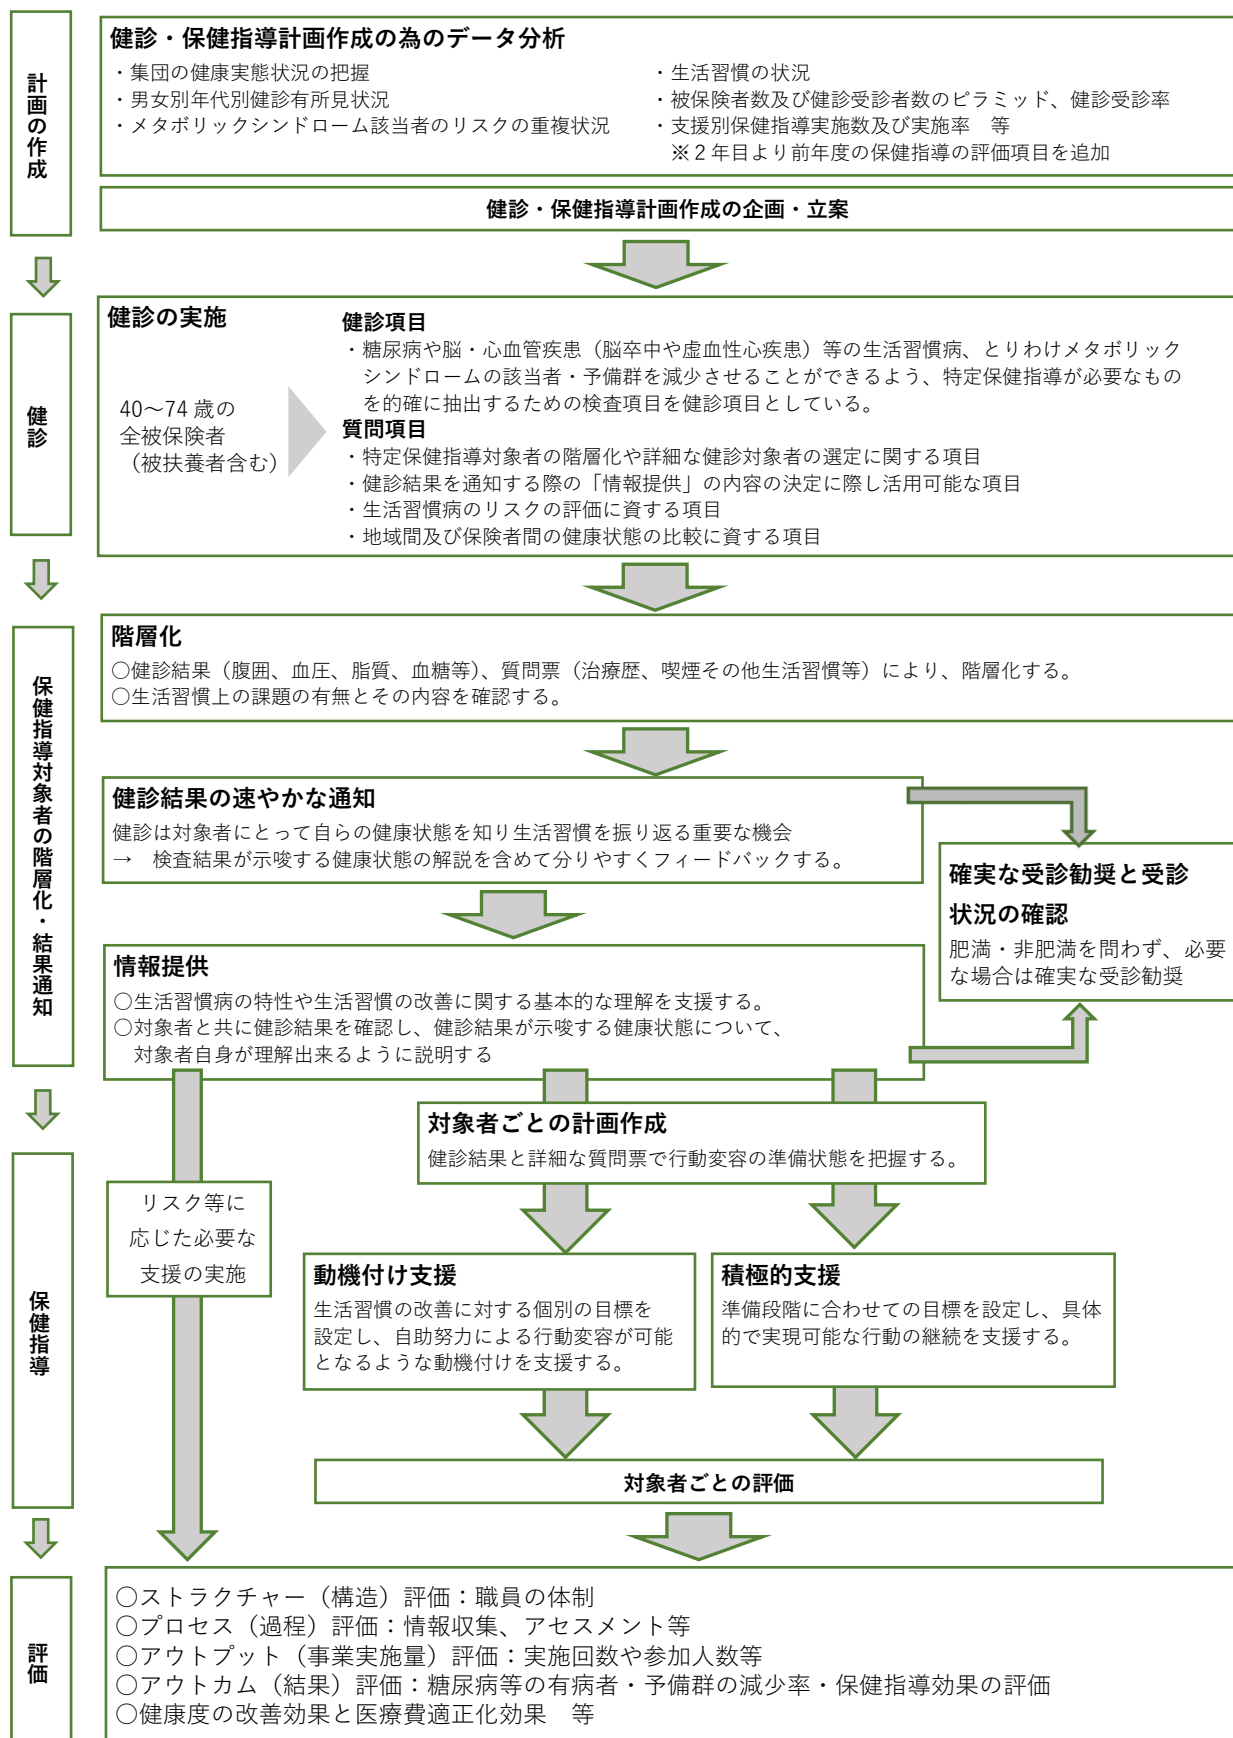 計画の作成
健診・保健指導計画作成の為のデータ分析
・集団の健康実態状況の把握
・男女別年代別健診有所見状況
・メタボリックシンドローム該当者のリスクの重複状況
・生活習慣の状況
・被保険者数及び健診受診者数のピラミッド、健診受診率
・支援別保健指導実施数及び実施率　等
※２年目より前年度の保健指導の評価項目を追加
健診・保健指導計画作成の企画・立案
健診
健診の実施
40～74 歳の
全被保険者
（被扶養者含む）
健診項目
・糖尿病や脳・心血管疾患（脳卒中や虚血性心疾患）等の生活習慣病、とりわけメタボリック
シンドロームの該当者・予備群を減少させることができるよう、特定保健指導が必要なもの
を的確に抽出するための検査項目を健診項目としている。
質問項目
・特定保健指導対象者の階層化や詳細な健診対象者の選定に関する項目
・健診結果を通知する際の「情報提供」の内容の決定に際し活用可能な項目
・生活習慣病のリスクの評価に資する項目
・地域間及び保険者間の健康状態の比較に資する項目
保健指導対象者の階層化・結果通知
階層化
○健診結果（腹囲、血圧、脂質、血糖等）、質問票（治療歴、喫煙その他生活習慣等）により、階層化する。
○生活習慣上の課題の有無とその内容を確認する。
健診結果の速やかな通知
健診は対象者にとって自らの健康状態を知り生活習慣を振り返る重要な機会
→　検査結果が示唆する健康状態の解説を含めて分りやすくフィードバックする。
確実な受診勧奨と受診
状況の確認
肥満・非肥満を問わず、必要
な場合は確実な受診勧奨
情報提供
○生活習慣病の特性や生活習慣の改善に関する基本的な理解を支援する。
○対象者と共に健診結果を確認し、健診結果が示唆する健康状態について、
対象者自身が理解出来るように説明する
保健指導
対象者ごとの計画作成
健診結果と詳細な質問票で行動変容の準備状態を把握する。
リスク等に
応じた必要な
支援の実施
動機付け支援
生活習慣の改善に対する個別の目標を
設定し、自助努力による行動変容が可能
となるような動機付けを支援する。
積極的支援
準備段階に合わせての目標を設定し、具体
的で実現可能な行動の継続を支援する。
対象者ごとの評価
評価
○ストラクチャー（構造）評価：職員の体制
○プロセス（過程）評価：情報収集、アセスメント等
○アウトプット（事業実施量）評価：実施回数や参加人数等
○アウトカム（結果）評価：糖尿病等の有病者・予備群の減少率・保健指導効果の評価
○健康度の改善効果と医療費適正化効果　等